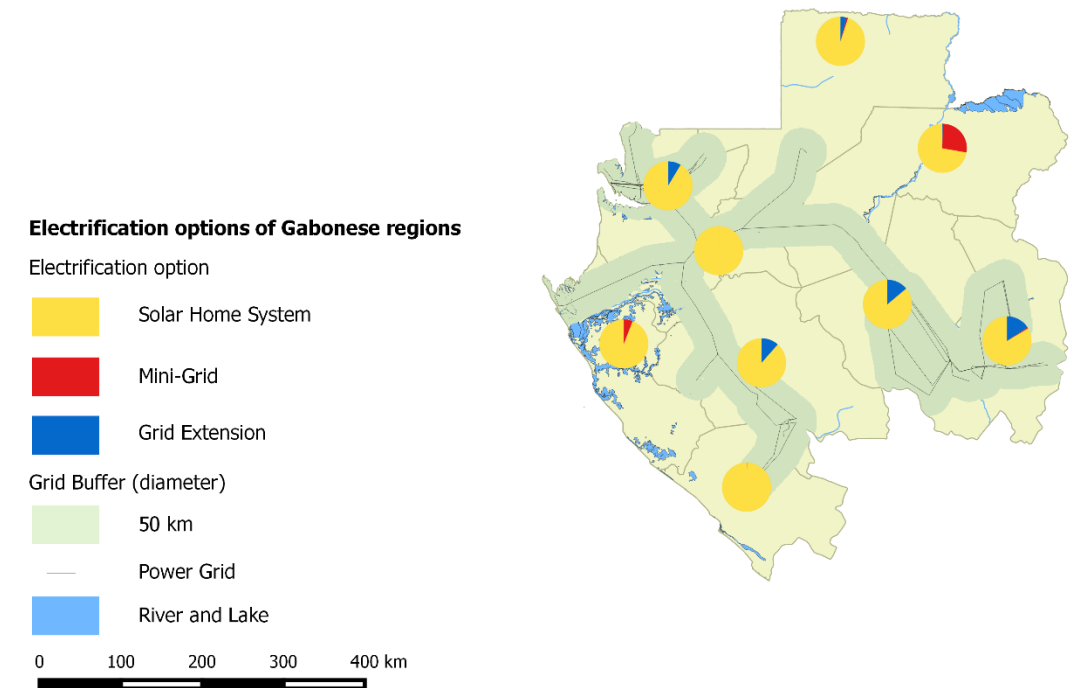 Electrification options of Gabonese regions
Electrification option
Solar Home System
Mini-Grid
Grid Extension
Grid Buffer (diameter)
50 km
Power Grid
River and Lake
0 100 200 300 400 km